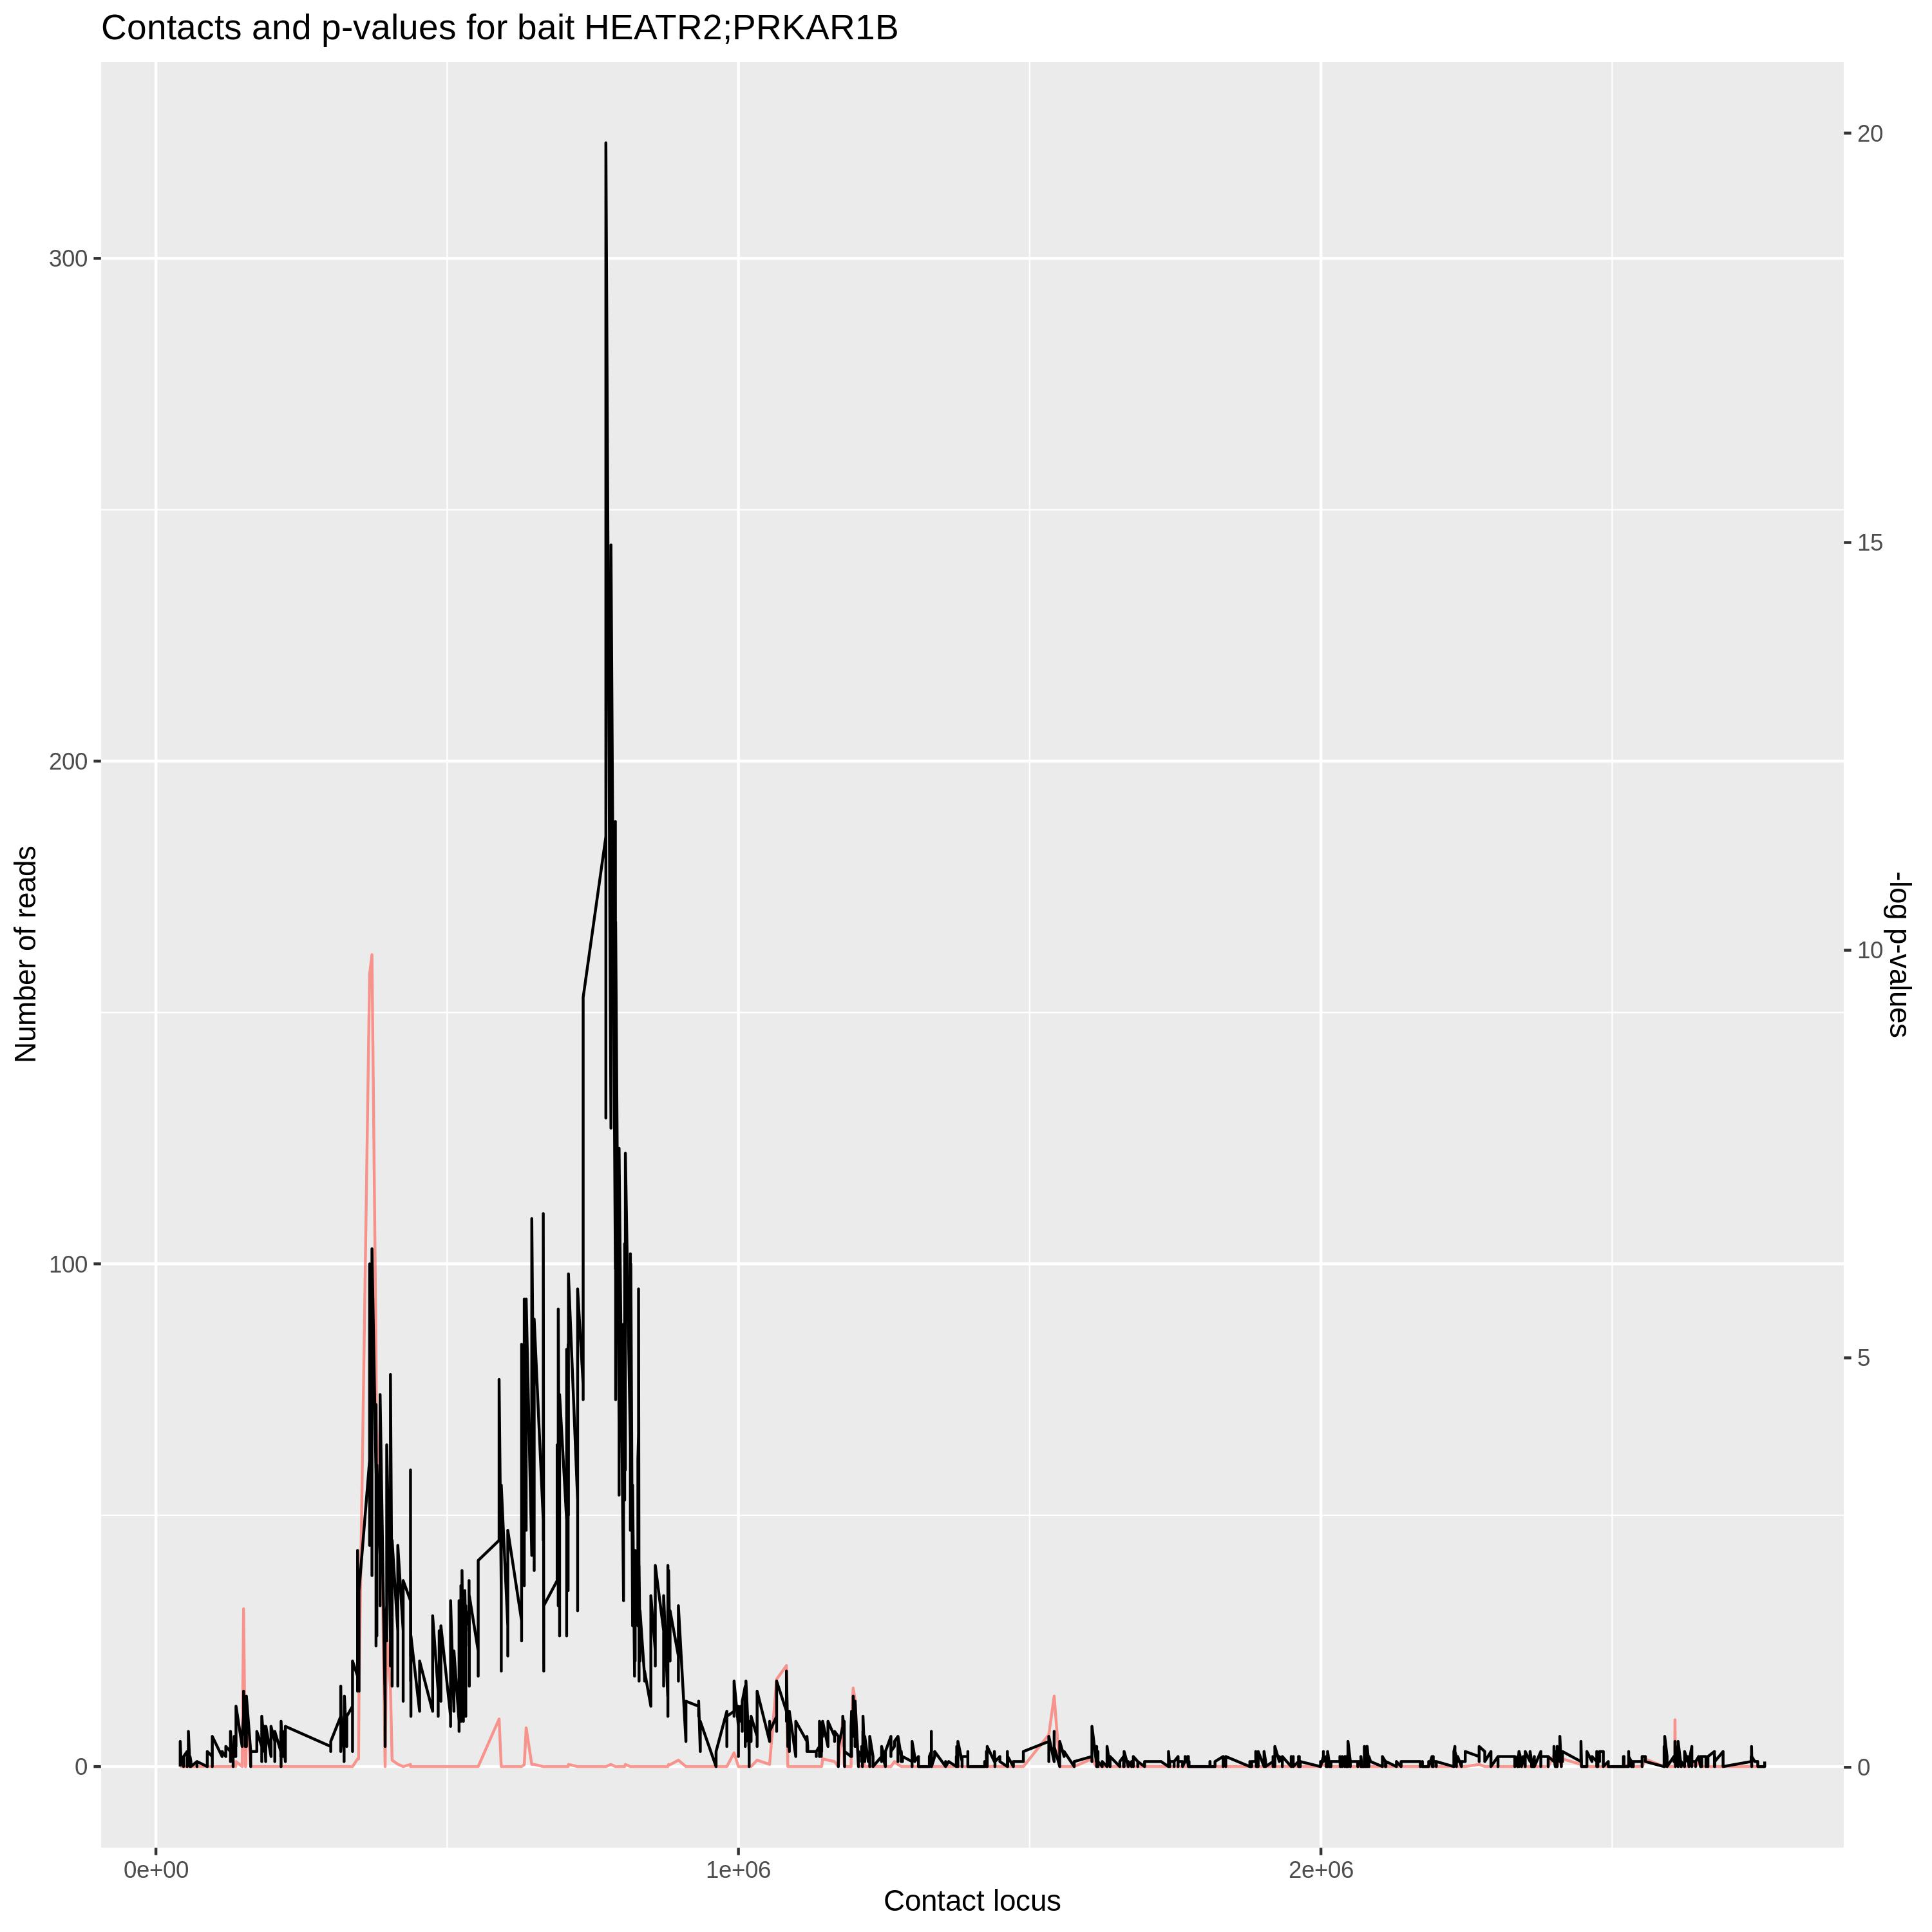 Contacts and p-values for bait HEATR2;PRKAR1B
300
200
100
0
Number of reads
20
15
10
5
0
-log p-values
0e+00
1e+06
2e+06
Contact locus